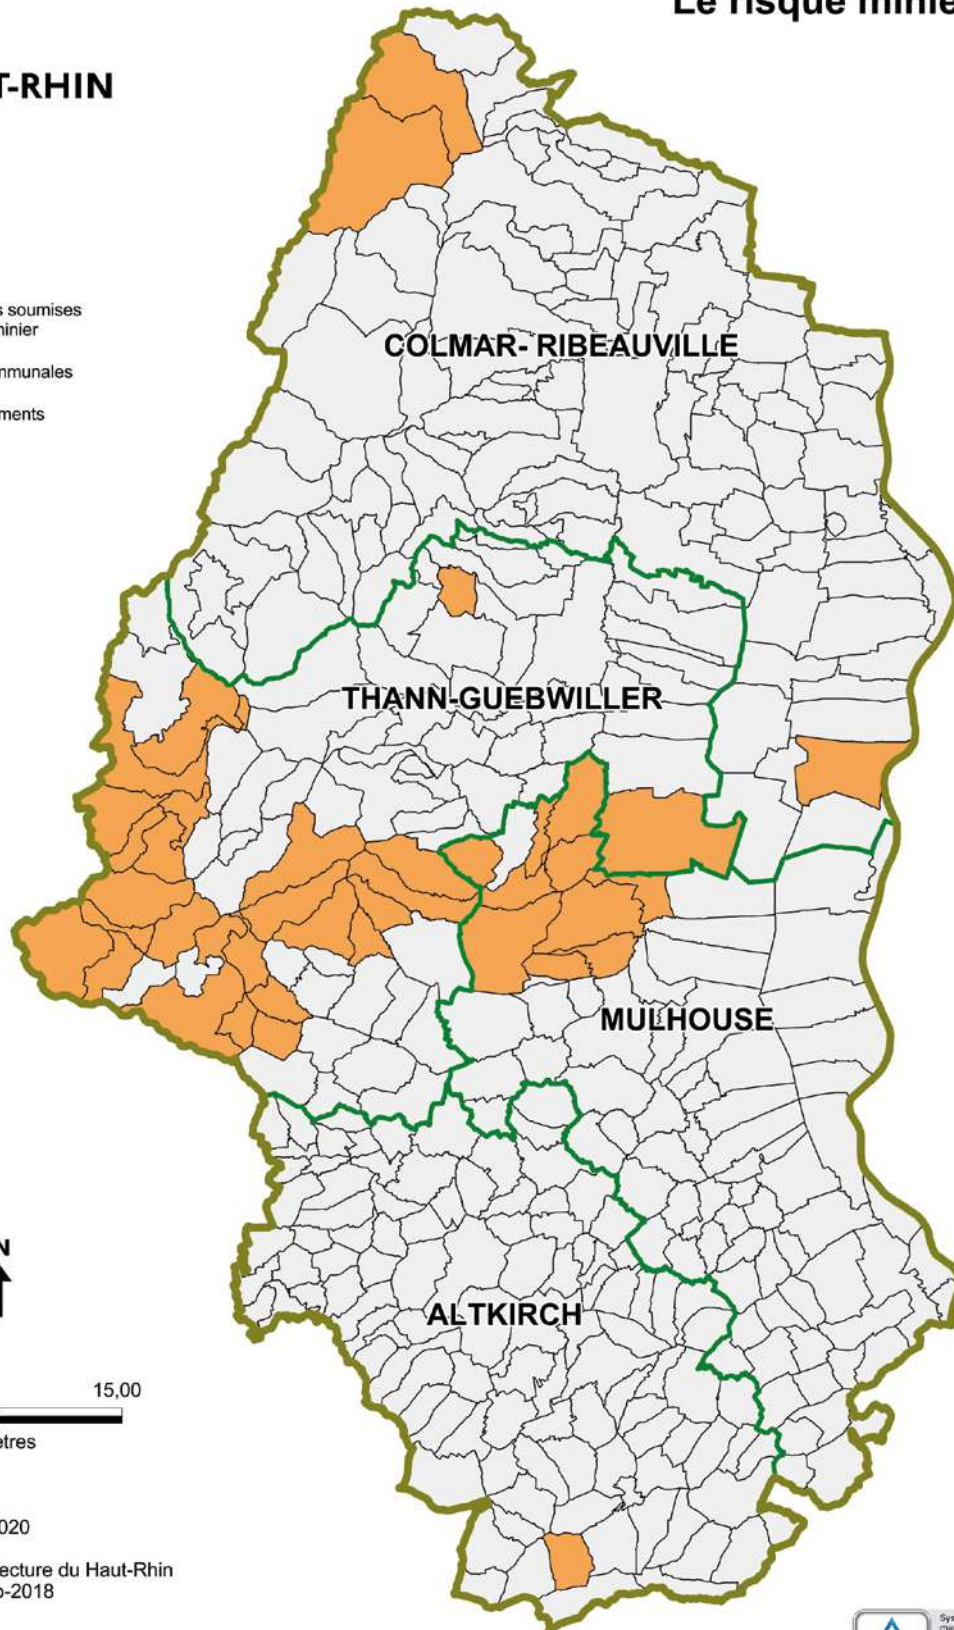 Le risque minie
T-RHIN
s soumises
inier
mmunales
ments
COLMAR- RIBEAUVILLE
THANN-GUEBWILLER
MULHOUSE
ALTKIRCH
N
15,00
etres
020
ecture du Haut-Rhin
o-2018